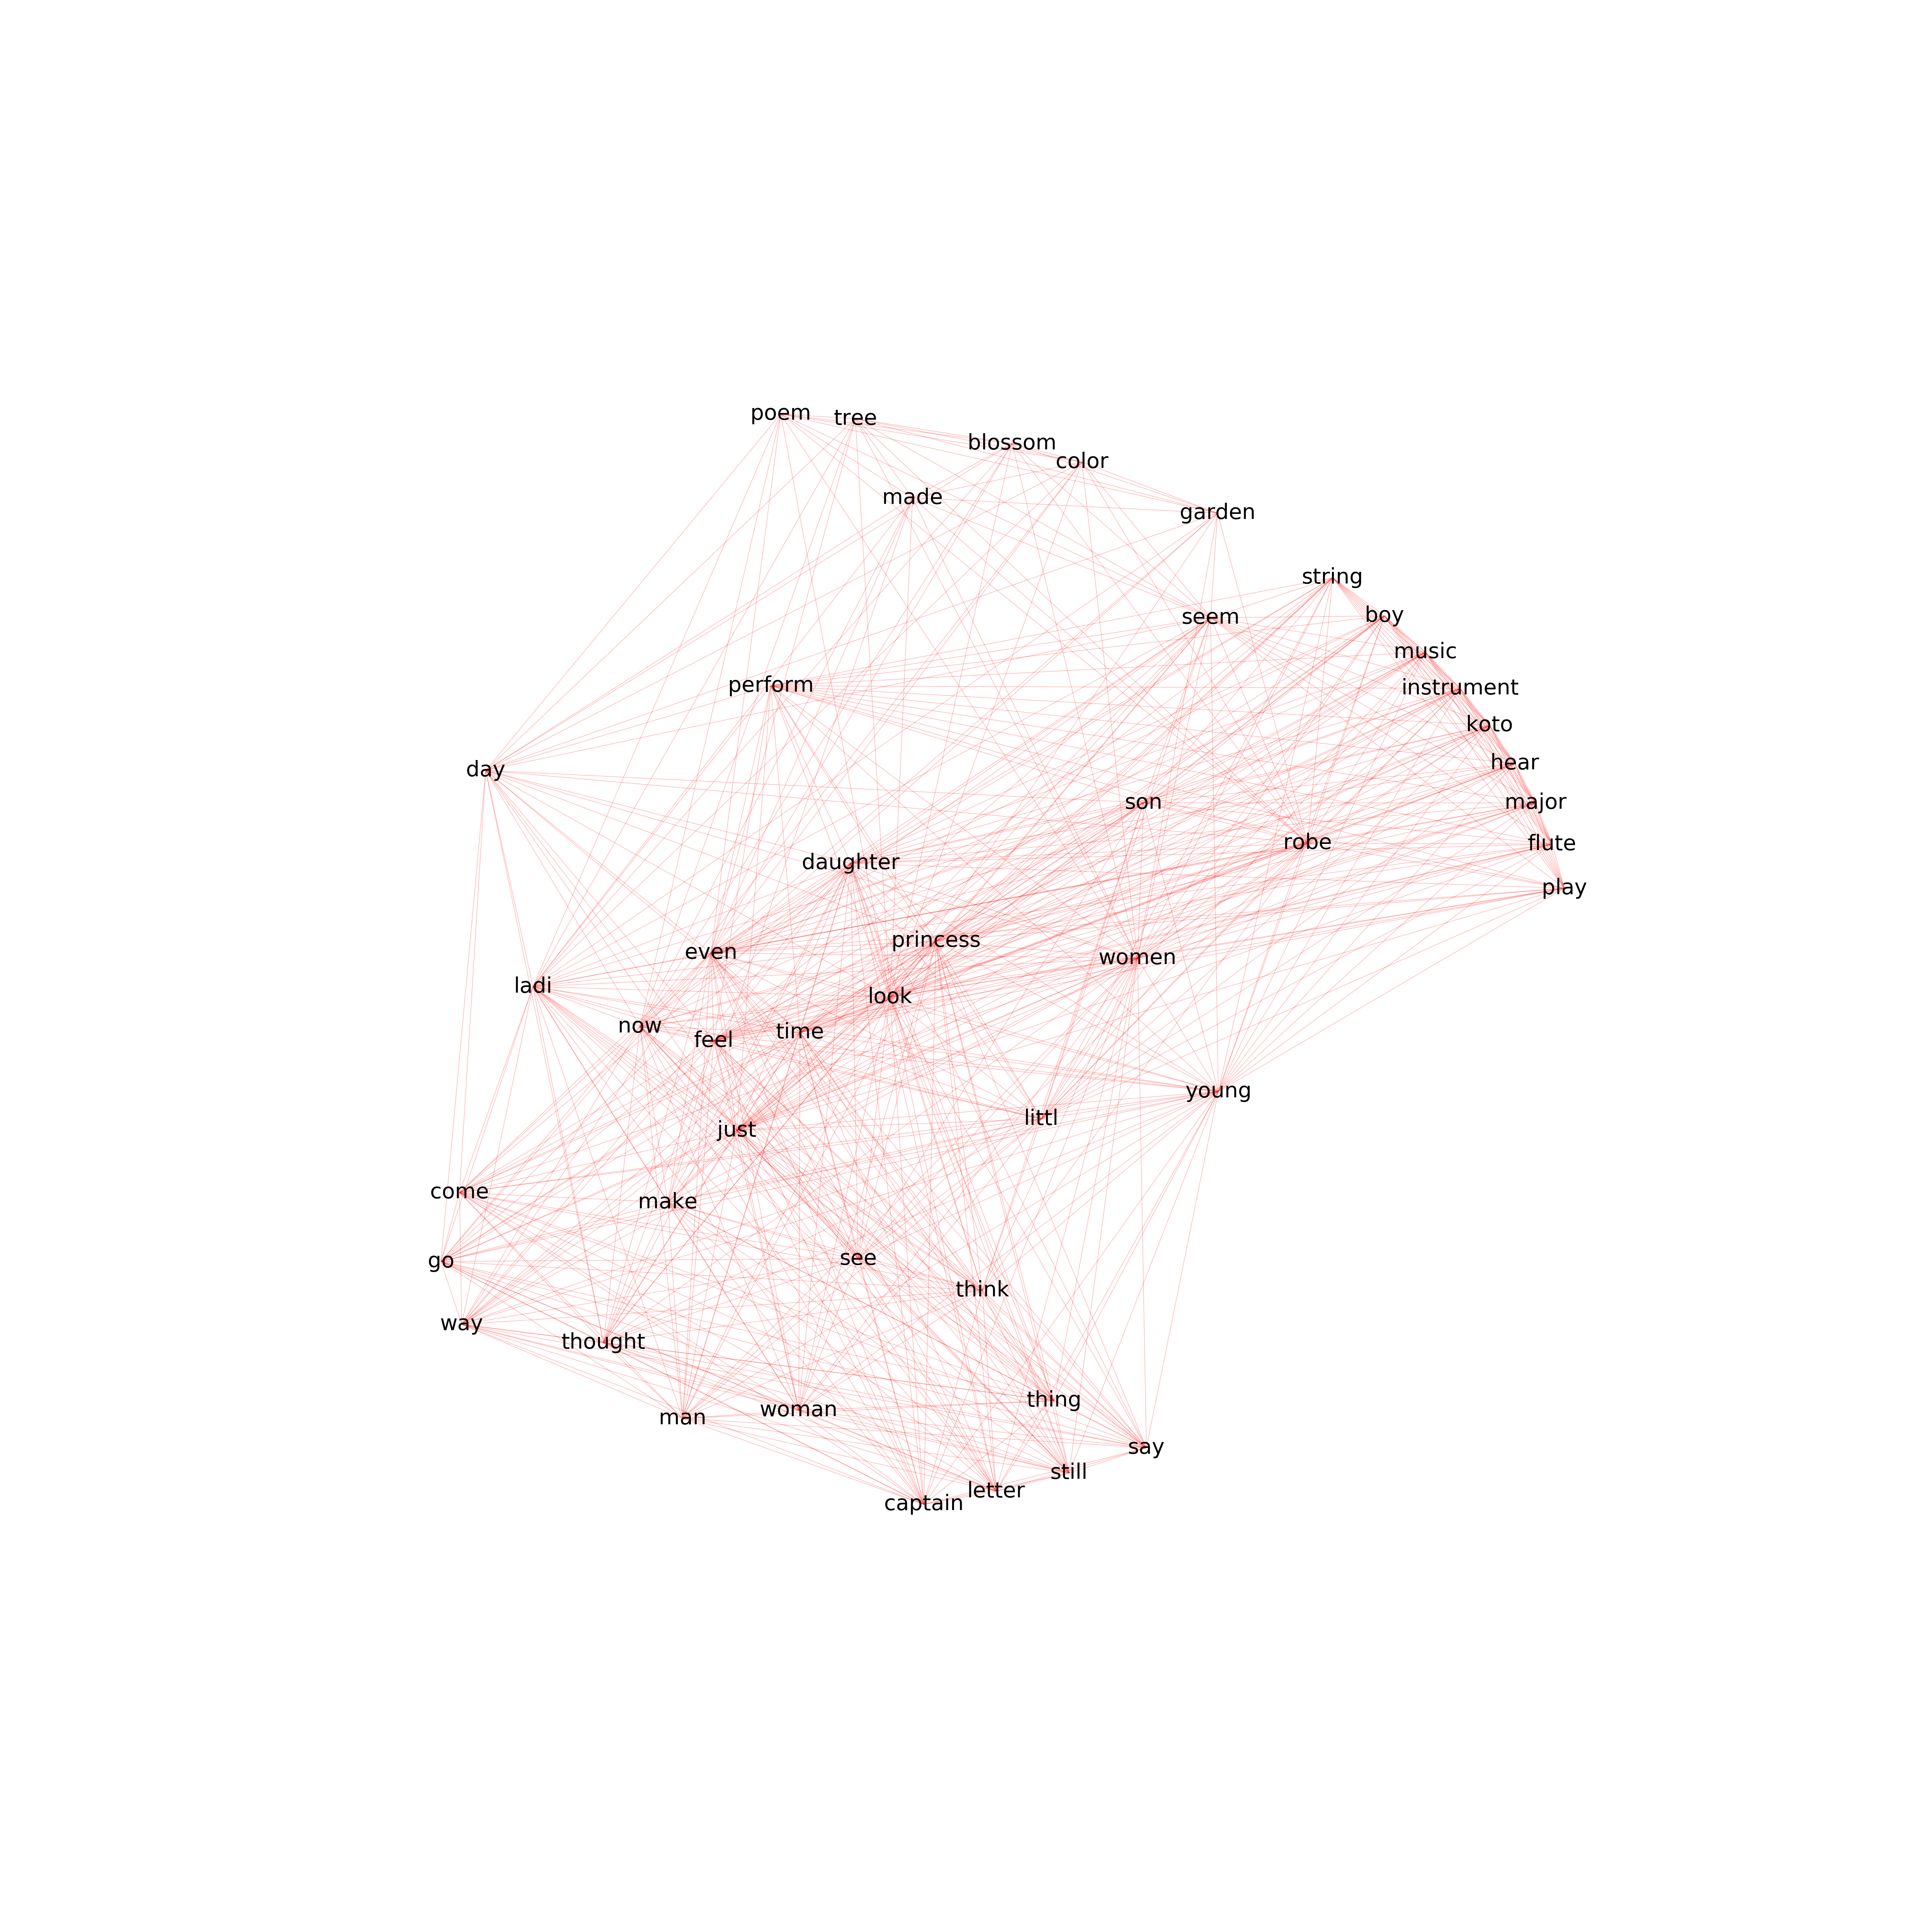 poem
tree
blossom
color
made
garden
string
boy
seem
music
perform
instrument
koto
hear
day
son
major
robe
flute
daughter
play
princess
even
women
ladi
look
now
time
feel
young
littl
just
come
make
see
go
think
way
thought
thing
woman
man
say
still
letter
captain